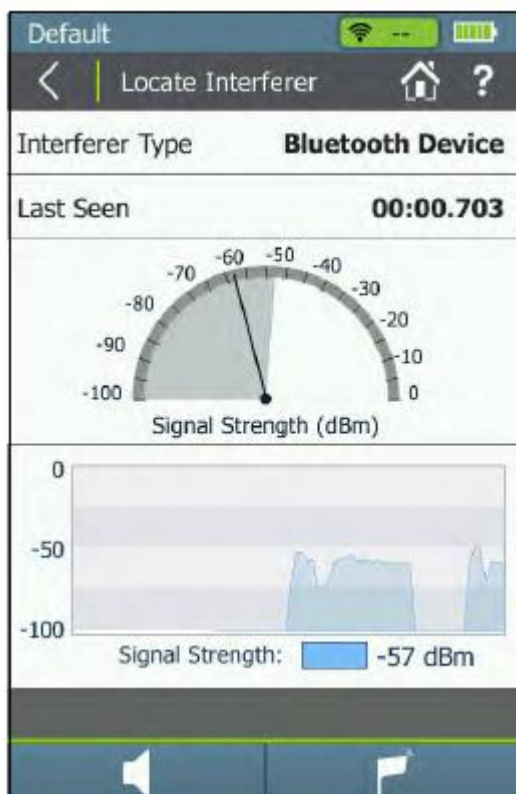 Default
--
Locate Interferer ?
Interferer Type Bluetooth Device
Last Seen 00:00.703
-100 -90 -80 -70 -60 -50 -40 -30 -20 -10 0
Signal Strength (dBm)
0
-50
-100
Signal Strength: -57 dBm